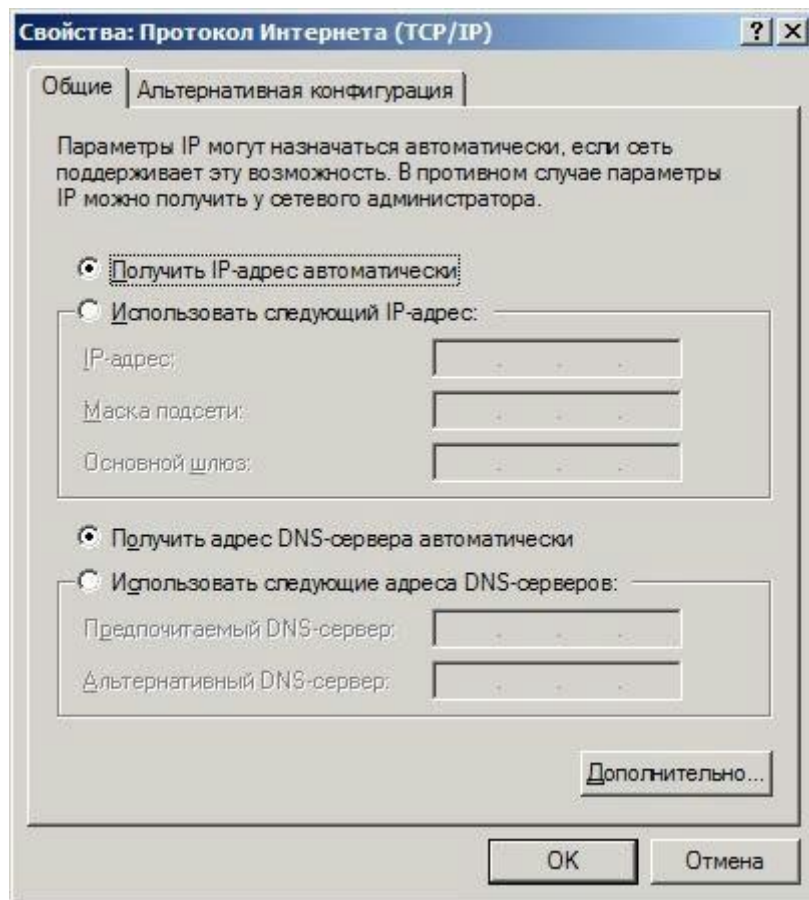 Свойства: Протокол Интернета (TCP/IP)
Общие
Альтернативная конфигурация
Параметры IP могут назначаться автоматически, если сеть
поддерживает эту возможность. В противном случае параметры
IP можно получить у сетевого администратора.
Получить IP-адрес автоматически
Использовать следующий IP-адрес:
IP-адрес:
Маска подсети:
Основной шлюз:
Получить адрес DNS-сервера автоматически
Использовать следующие адреса DNS-серверов:
Предпочитаемый DNS-сервер:
Альтернативный DNS-сервер:
Дополнительно...
OK
Отмена